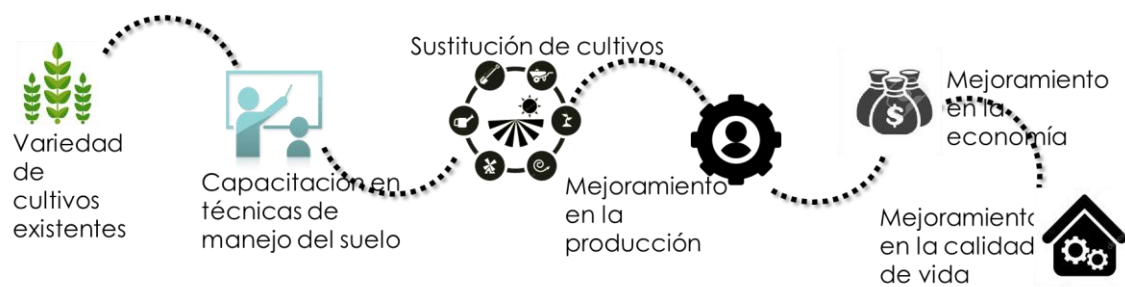 Variedad
de
cultivos
existentes
Capacitación en
técnicas de
manejo del suelo
Sustitución de cultivos
Mejoramiento
en la
producción
$
Mejoramiento
en la
economía
Mejoramiento
en la calidad
de vida